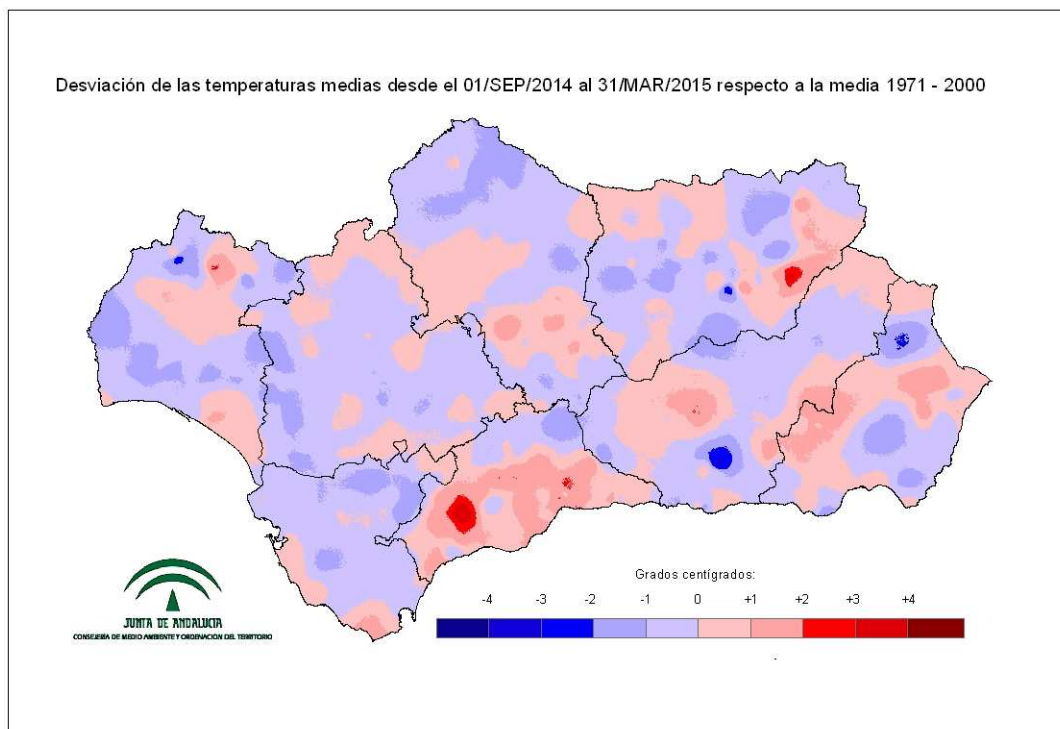 Desviación de las temperaturas medias desde el 01/SEP/2014 al 31/MAR/2015 respecto a la media 1971 - 2000
Grados centígrados:
-4 -3 -2 -1 0 +1 +2 +3 +4
JUNTA DE ANDALUCIA
CONSEJERÍA DE MEDIO AMBIENTE Y ORDENACIÓN DEL TERRITORIO